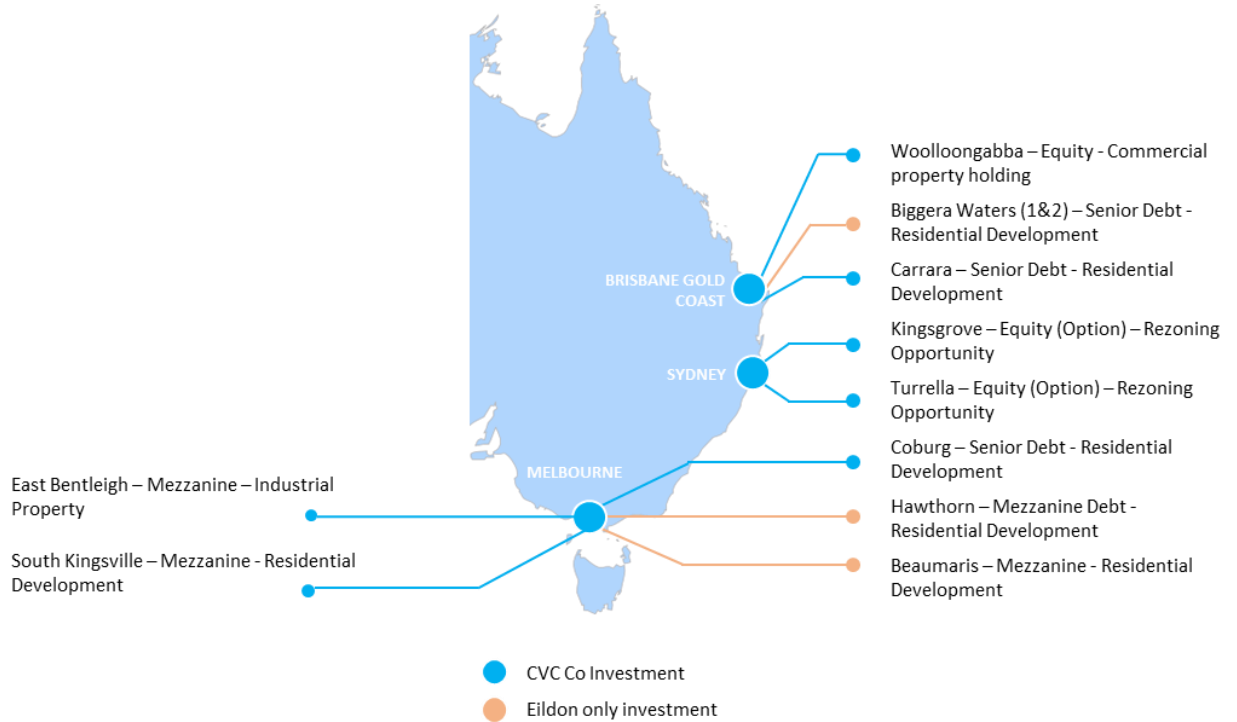 Woolloongabba – Equity - Commercial
property holding
Biggera Waters (1&2) – Senior Debt -
Residential Development
BRISBANE GOLD
COAST
Carrara – Senior Debt - Residential
Development
Kingsgrove – Equity (Option) – Rezoning
Opportunity
SYDNEY
Turrella – Equity (Option) – Rezoning
Opportunity
MELBOURNE
Coburg – Senior Debt - Residential
Development
East Bentleigh – Mezzanine – Industrial
Property
Hawthorn – Mezzanine Debt -
Residential Development
South Kingsville – Mezzanine - Residential
Development
Beaumaris – Mezzanine - Residential
Development
CVC Co Investment
Eildon only investment